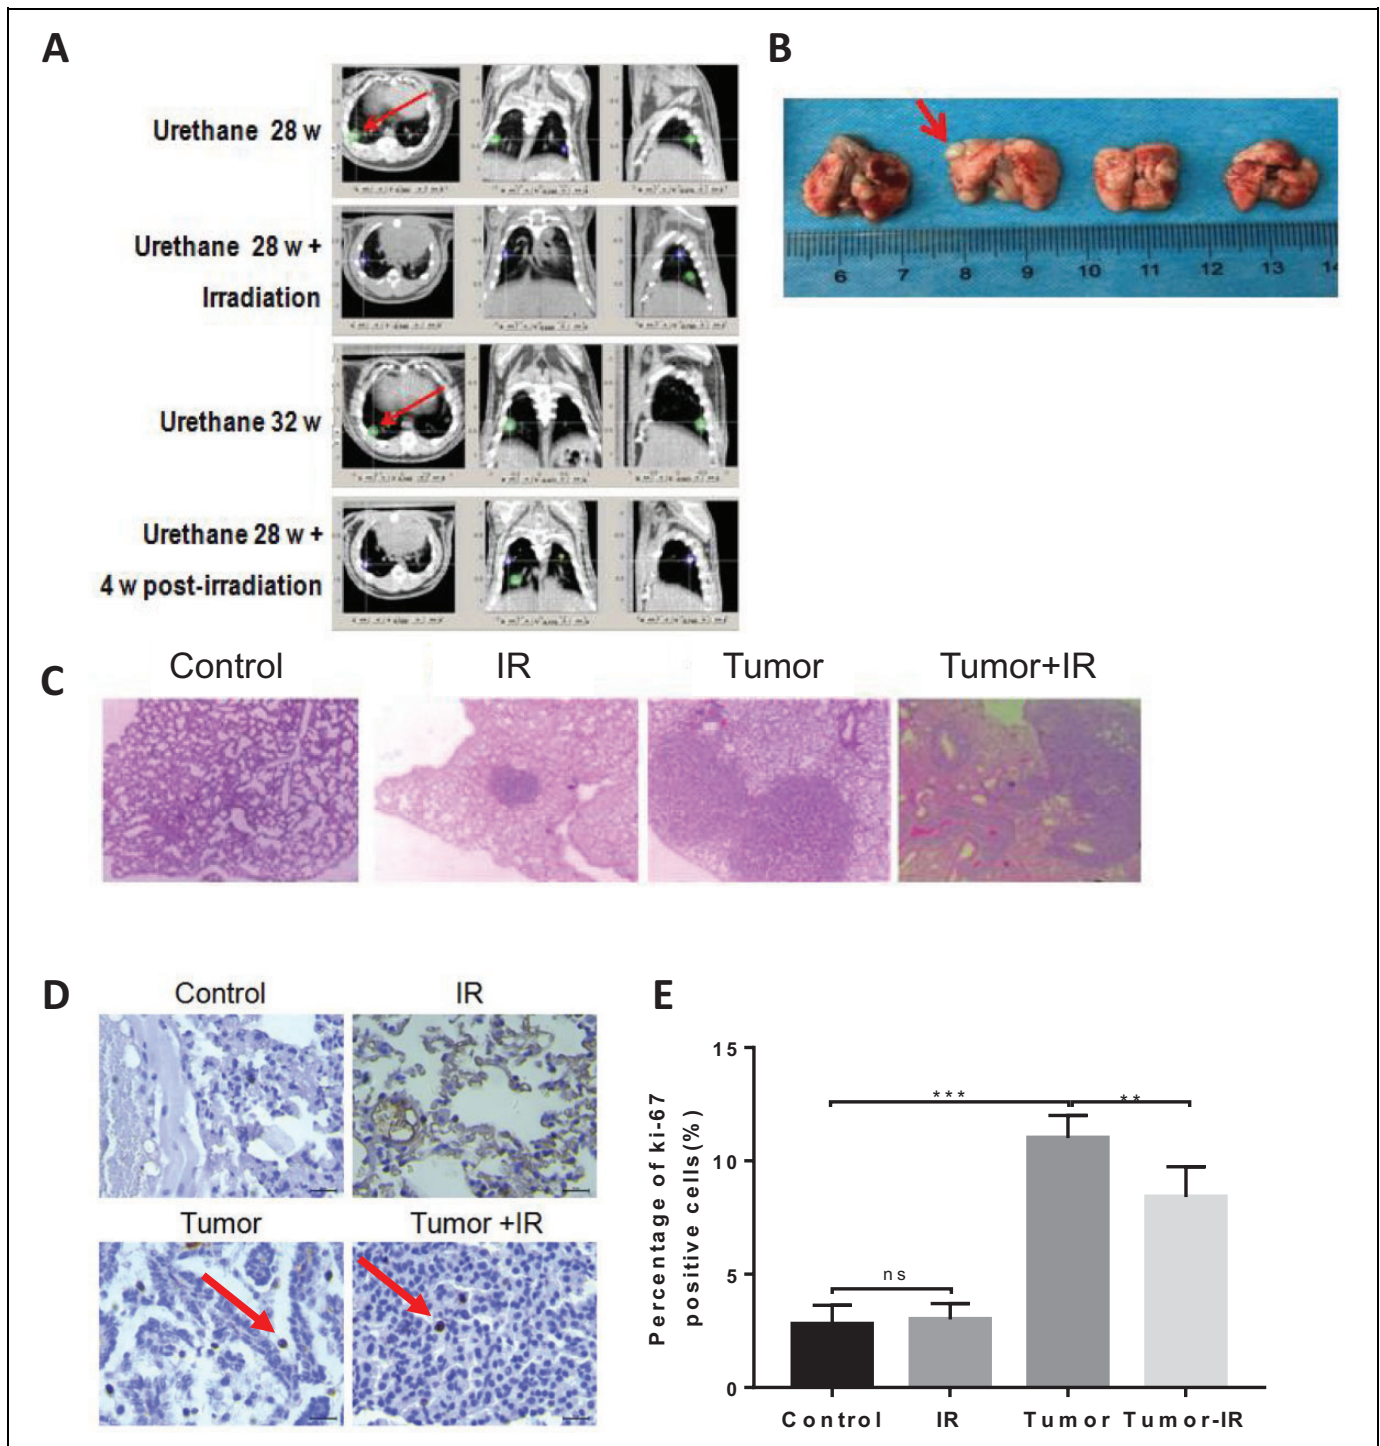 A
Urethane 28 w
Urethane 28 w +
Irradiation
Urethane 32 w
Urethane 28 w +
4 w post-irradiation
B
6 7 8 9 10 11 12 13
C
Control IR Tumor Tumor+IR
D
Control IR
Tumor Tumor +IR
E
Percentage of ki-67
positive cells(%)
15
10
5
0
*** **
ns
Control IR Tumor Tumor-IR